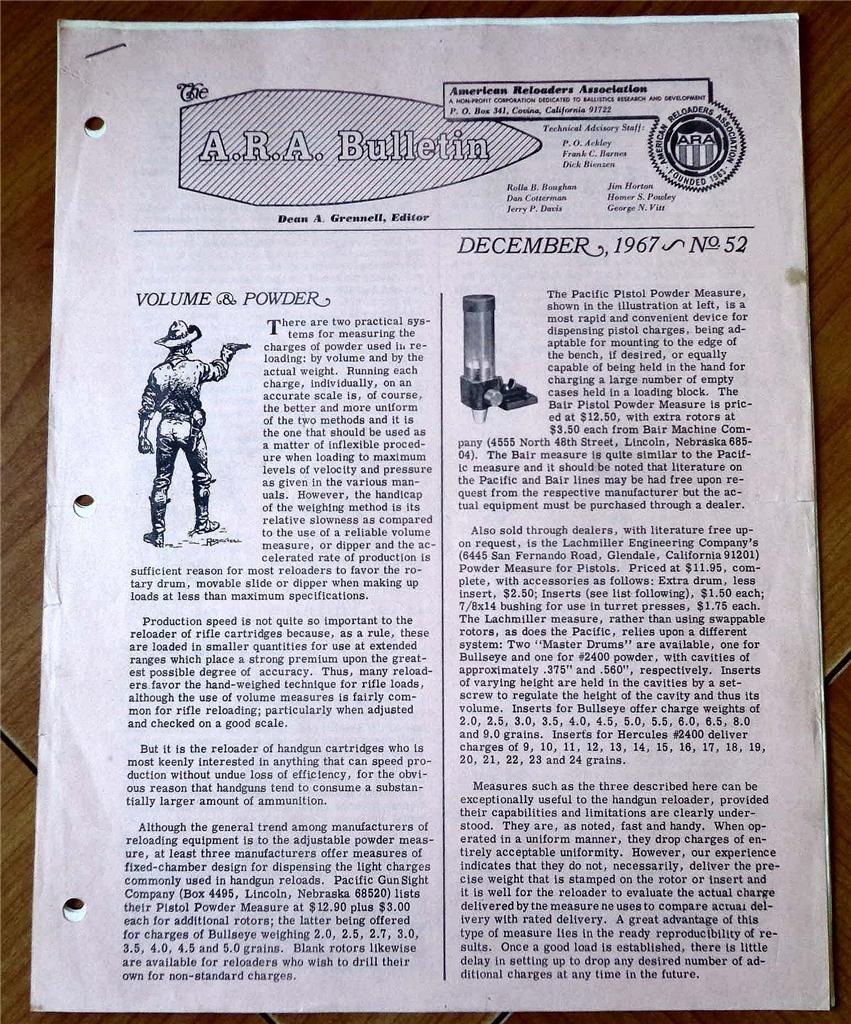 The
A.R.A. Bulletin
American Reloaders Association
A NON-PROFIT CORPORATION DEDICATED TO BALLISTICS RESEARCH AND DEVELOPMENT
P. O. Box 341, Covina, California 91722
Technical Advisory Staff:
P. O. Ackley
Frank C. Barnes
Dick Bienzen
Rolla B. Boughan
Dan Cotterman
Jerry P. Davis
Jim Horton
Homer S. Powley
George N. Vitt
AMERICAN RELOADERS ASSOCIATION
ARA
FOUNDED 1963
Dean A. Grennell, Editor
DECEMBER, 1967 No 52
VOLUME & POWDER
There are two practical sys-
tems for measuring the
charges of powder used in re-
loading: by volume and by the
actual weight. Running each
charge, individually, on an
accurate scale is, of course,
the better and more uniform
of the two methods and it is
the one that should be used as
a matter of inflexible proced-
ure when loading to maximum
levels of velocity and pressure
as given in the various man-
uals. However, the handicap
of the weighing method is its
relative slowness as compared
to the use of a reliable volume
measure, or dipper and the ac-
celerated rate of production is
sufficient reason for most reloaders to favor the ro-
tary drum, movable slide or dipper when making up
loads at less than maximum specifications.
Production speed is not quite so important to the
reloader of rifle cartridges because, as a rule, these
are loaded in smaller quantities for use at extended
ranges which place a strong premium upon the great-
est possible degree of accuracy. Thus, many reload-
ers favor the hand-weighed technique for rifle loads,
although the use of volume measures is fairly com-
mon for rifle reloading; particularly when adjusted
and checked on a good scale.
But it is the reloader of handgun cartridges who is
most keenly interested in anything that can speed pro-
duction without undue loss of efficiency, for the obvi-
ous reason that handguns tend to consume a substan-
tially larger amount of ammunition.
Although the general trend among manufacturers of
reloading equipment is to the adjustable powder meas-
ure, at least three manufacturers offer measures of
fixed-chamber design for dispensing the light charges
commonly used in handgun reloads. Pacific GunSight
Company (Box 4495, Lincoln, Nebraska 68520) lists
their Pistol Powder Measure at $12.90 plus $3.00
each for additional rotors; the latter being offered
for charges of Bullseye weighing 2.0, 2.5, 2.7, 3.0,
3.5, 4.0, 4.5 and 5.0 grains. Blank rotors likewise
are available for reloaders who wish to drill their
own for non-standard charges.
The Pacific Pistol Powder Measure,
shown in the illustration at left, is a
most rapid and convenient device for
dispensing pistol charges, being ad-
aptable for mounting to the edge of
the bench, if desired, or equally
capable of being held in the hand for
charging a large number of empty
cases held in a loading block. The
Bair Pistol Powder Measure is pric-
ed at $12.50, with extra rotors at
$3.50 each from Bair Machine Com-
pany (4555 North 48th Street, Lincoln, Nebraska 685-
04). The Bair measure is quite similar to the Pacif-
ic measure and it should be noted that literature on
the Pacific and Bair lines may be had free upon re-
quest from the respective manufacturer but the ac-
tual equipment must be purchased through a dealer.
Also sold through dealers, with literature free up-
on request, is the Lachmiller Engineering Company's
(6445 San Fernando Road, Glendale, California 91201)
Powder Measure for Pistols. Priced at $11.95, com-
plete, with accessories as follows: Extra drum, less
insert, $2.50; Inserts (see list following), $1.50 each;
7/8x14 bushing for use in turret presses, $1.75 each.
The Lachmiller measure, rather than using swappable
rotors, as does the Pacific, relies upon a different
system: Two "Master Drums" are available, one for
Bullseye and one for #2400 powder, with cavities of
approximately .375" and .560", respectively. Inserts
of varying height are held in the cavities by a set-
screw to regulate the height of the cavity and thus its
volume. Inserts for Bullseye offer charge weights of
2.0, 2.5, 3.0, 3.5, 4.0, 4.5, 5.0, 5.5, 6.0, 6.5, 8.0
and 9.0 grains. Inserts for Hercules #2400 deliver
charges of 9, 10, 11, 12, 13, 14, 15, 16, 17, 18, 19,
20, 21, 22, 23 and 24 grains.
Measures such as the three described here can be
exceptionally useful to the handgun reloader, provided
their capabilities and limitations are clearly under-
stood. They are, as noted, fast and handy. When op-
erated in a uniform manner, they drop charges of en-
tirely acceptable uniformity. However, our experience
indicates that they do not, necessarily, deliver the pre-
cise weight that is stamped on the rotor or insert and
it is well for the reloader to evaluate the actual charge
delivered by the measure he uses to compare actual del-
ivery with rated delivery. A great advantage of this
type of measure lies in the ready reproducibility of re-
sults. Once a good load is established, there is little
delay in setting up to drop any desired number of ad-
ditional charges at any time in the future.